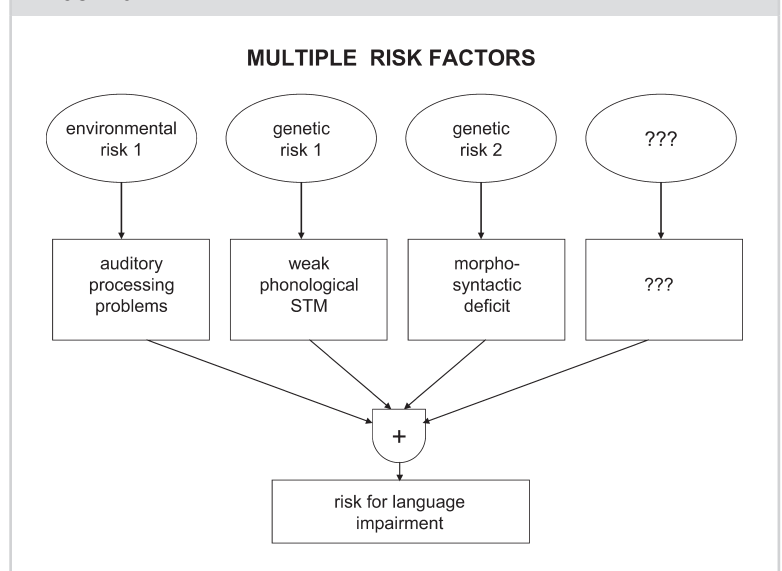 MULTIPLE RISK FACTORS
environmental
risk 1
genetic
risk 1
genetic
risk 2
???
auditory
processing
problems
weak
phonological
STM
morpho-
syntactic
deficit
???
+
risk for language
impairment